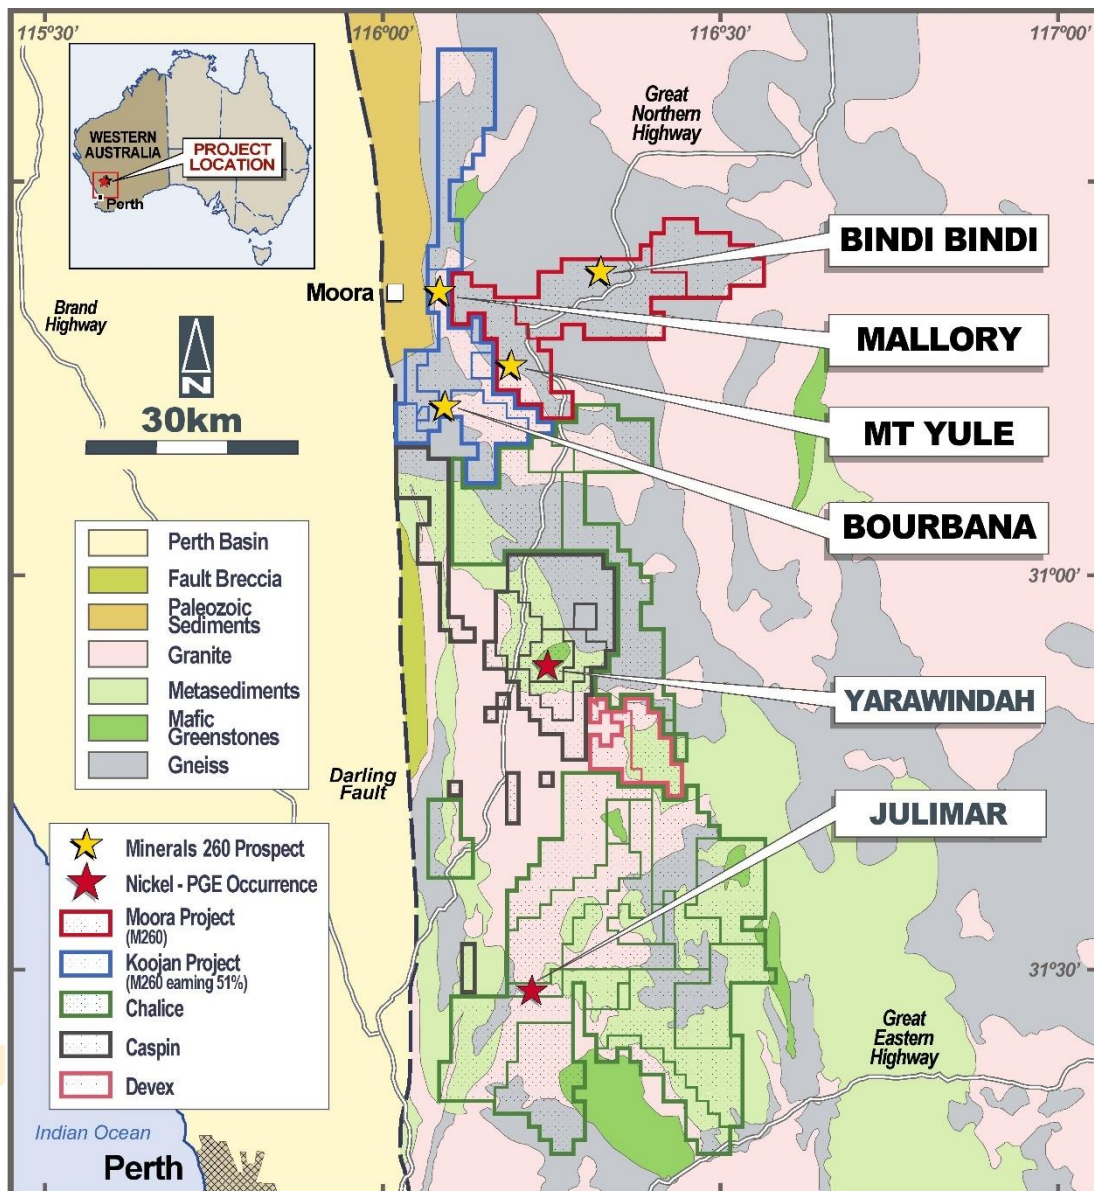 115°30'
116°00'
116°30'
117°00'
WESTERN
AUSTRALIA
PROJECT
LOCATION
Perth
Great
Northern
Highway
BINDI BINDI
Moora
Brand
Highway
MALLORY
N
30km
MT YULE
BOURBANA
Perth Basin
Fault Breccia
Paleozoic
Sediments
Granite
Metasediments
Mafic
Greenstones
Gneiss
31°00'
YARAWINDAH
Darling
Fault
JULIMAR
Minerals 260 Prospect
Nickel - PGE Occurrence
Moora Project
(M260)
Koojan Project
(M260 earning 51%)
Chalice
Caspin
Devex
31°30'
Great
Eastern
Highway
Indian Ocean
Perth